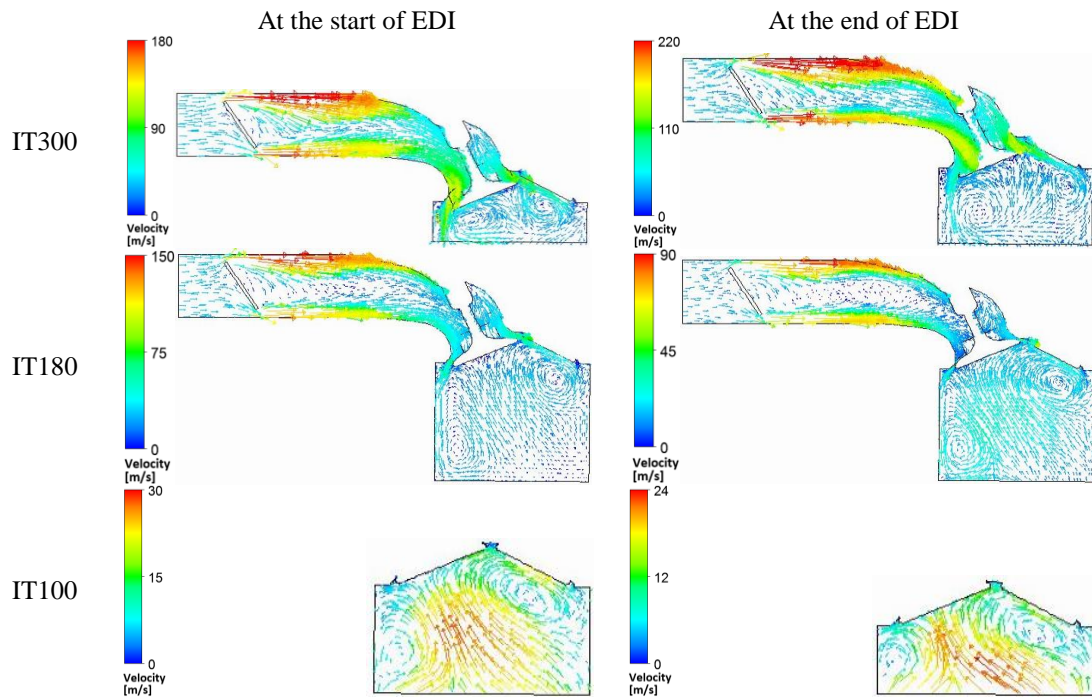 At the start of EDI
At the end of EDI
IT300
180
90
0
Velocity
[m/s]
220
110
0
Velocity
[m/s]
IT180
150
75
0
Velocity
[m/s]
90
45
0
Velocity
[m/s]
IT100
30
15
0
Velocity
[m/s]
24
12
0
Velocity
[m/s]